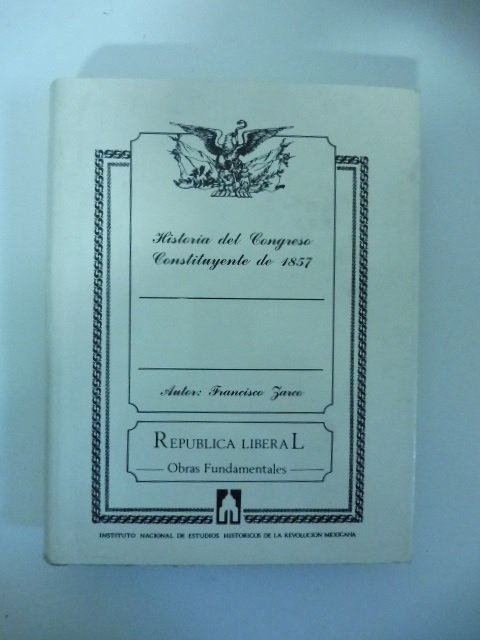 Historia del Congreso
Constituyente de 1857
Autor: Francisco Zarco
REPUBLICA LIBERAL
Obras Fundamentales
INSTITUTO NACIONAL DE ESTUDIOS HISTORICOS DE LA REVOLUCION MEXICANA